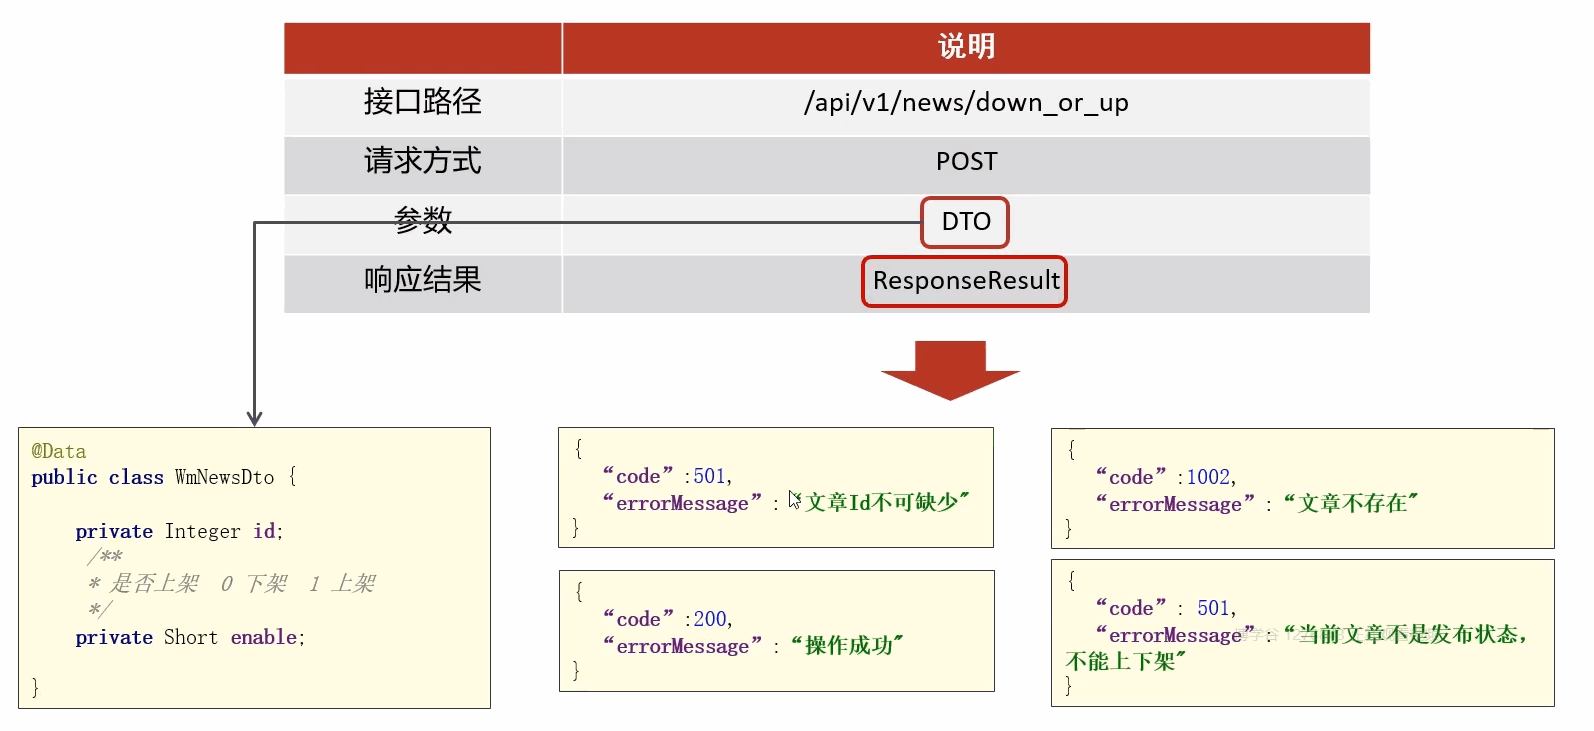 说明
接口路径 /api/v1/news/down_or_up
请求方式 POST
参数 DTO
响应结果 ResponseResult
@Data
public class WmNewsDto {
private Integer id;
/**
* 是否上架 0 下架 1 上架
*/
private Short enable;
}
{
“code”:501,
“errorMessage”:“文章Id不可缺少"
}
{
“code”:200,
“errorMessage”:“操作成功"
}
{
“code”:1002,
“errorMessage”:“文章不存在"
}
{
“code”: 501,
“errorMessage”:“当前文章不是发布状态，
不能上下架"
}